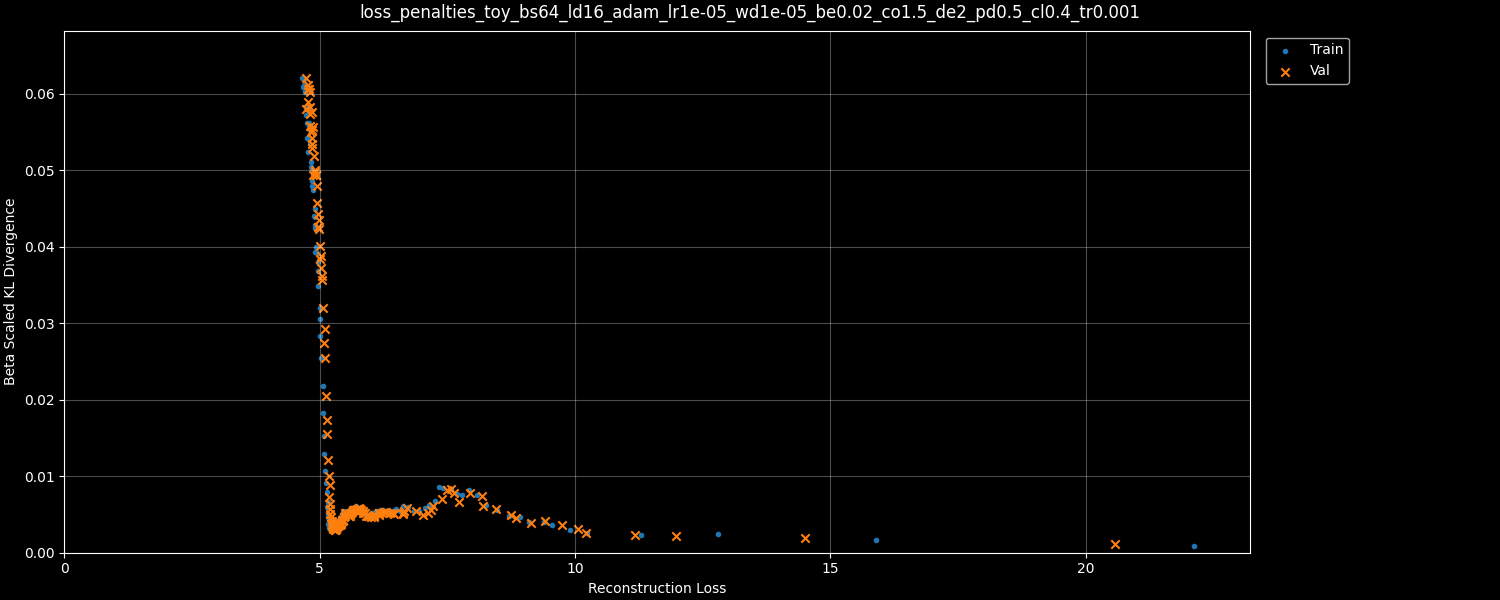 loss_penalties_toy_bs64_ld16_adam_lr1e-05_wd1e-05_be0.02_co1.5_de2_pd0.5_cl0.4_tr0.001
Train
Val
0.06
0.05
0.04
0.03
0.02
0.01
0.00
Beta Scaled KL Divergence
0
5
10
15
20
Reconstruction Loss